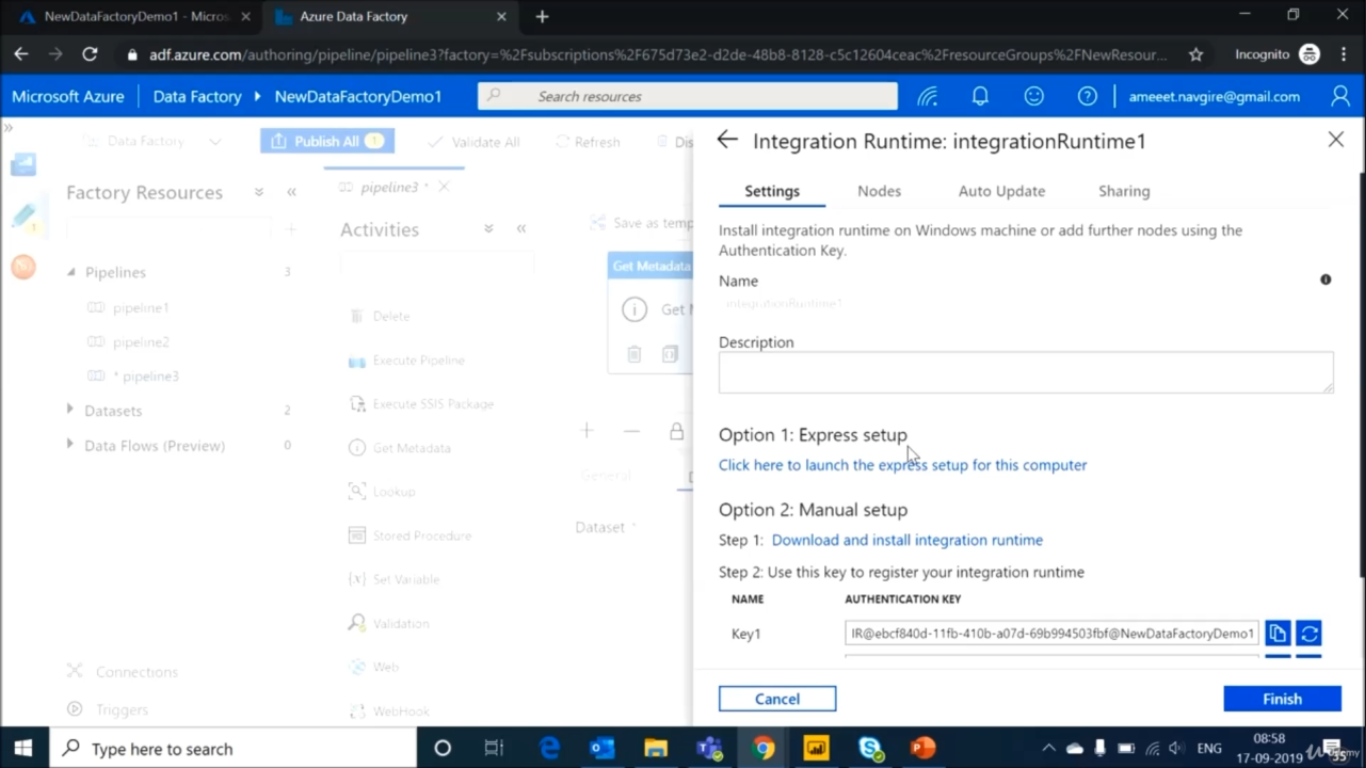 NewDataFactoryDemo1 - Micros
Azure Data Factory
adf.azure.com/authoring/pipeline/pipeline3?factory=%2Fsubscriptions%2F675d73e2-d2de-48b8-8128-c5c12604ceac%2FresourceGroups%2FNewResour...
Incognito
Microsoft Azure
Data Factory
NewDataFactoryDemo1
Search resources
ameeet.navgire@gmail.com
Data Factory
Publish All 1
Validate All
Refresh
Dis
Factory Resources
Pipelines 3
pipeline1
pipeline2
* pipeline3
Datasets 2
Data Flows (Preview) 0
Connections
Triggers
pipeline3 *
Activities
Delete
Execute Pipeline
Execute SSIS Package
Get Metadata
Lookup
Stored Procedure
Set Variable
Validation
Web
WebHook
Save as temp
Get Metadata
Get M
General
Dataset *
Integration Runtime: integrationRuntime1
Settings Nodes Auto Update Sharing
Install integration runtime on Windows machine or add further nodes using the
Authentication Key.
Name
integrationRuntime1
Description
Option 1: Express setup
Click here to launch the express setup for this computer
Option 2: Manual setup
Step 1: Download and install integration runtime
Step 2: Use this key to register your integration runtime
NAME AUTHENTICATION KEY
Key1 IR@ebcf840d-11fb-410b-a07d-69b994503fbf@NewDataFactoryDemo1
Cancel
Finish
Type here to search
ENG
08:58
17-09-2019